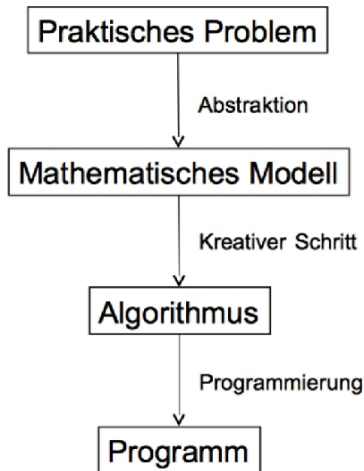 Praktisches Problem
Abstraktion
Mathematisches Modell
Kreativer Schritt
Algorithmus
Programmierung
Programm